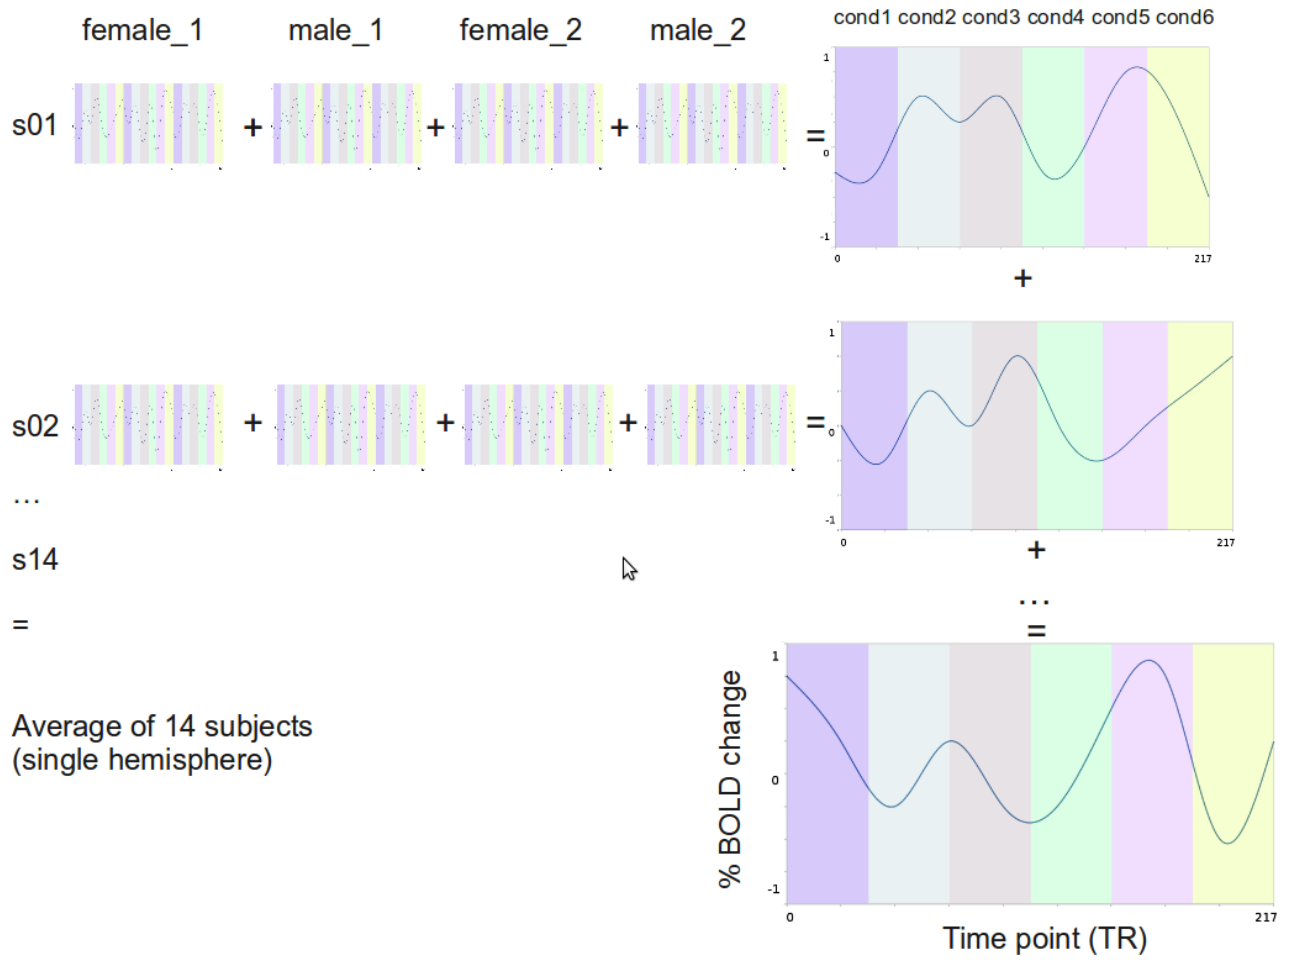 female_1 male_1 female_2 male_2
cond1 cond2 cond3 cond4 cond5 cond6
s01 + + + =
1
0
-1
0 217
+
s02 + + + =
1
0
-1
0 217
+
...
s14
...
=
=
Average of 14 subjects
(single hemisphere)
% BOLD change
1
0
-1
0 217
Time point (TR)